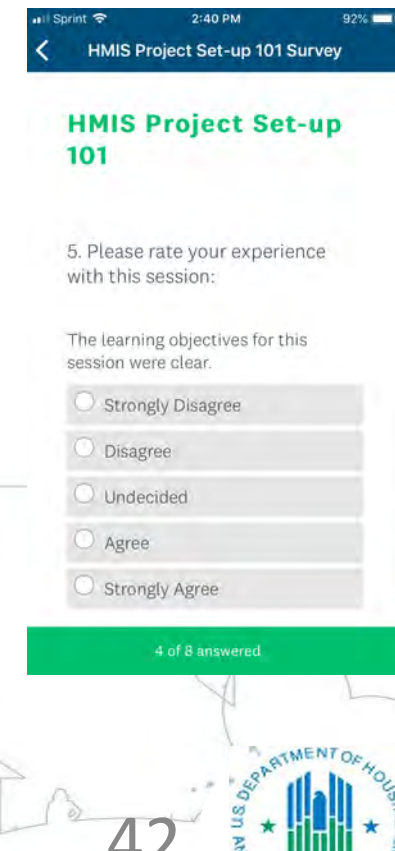 Sprint 2:40 PM 92%
HMIS Project Set-up 101 Survey
HMIS Project Set-up
101
5. Please rate your experience
with this session:
The learning objectives for this
session were clear.
Strongly Disagree
Disagree
Undecided
Agree
Strongly Agree
4 of 8 answered
42
U.S. DEPARTMENT OF